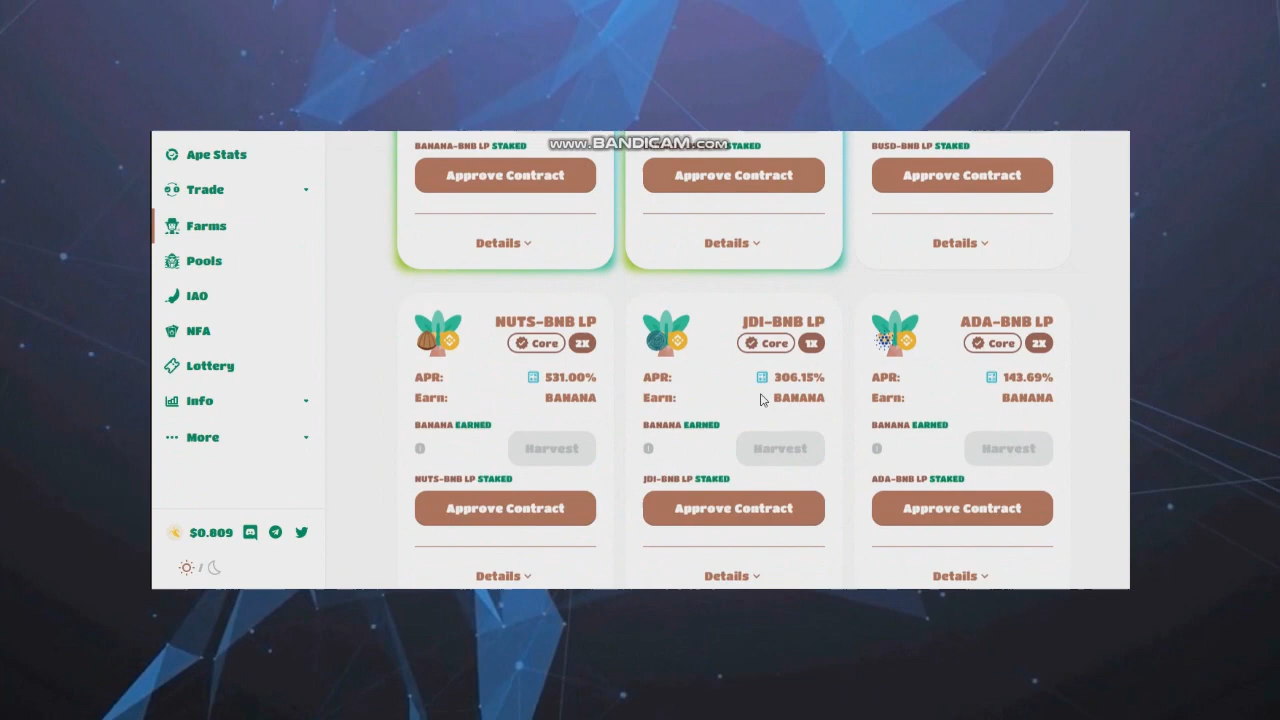 www.BANDICAM.com
Ape Stats
Trade
Farms
Pools
IAO
NFA
Lottery
Info
More
$0.809
/
BANANA-BNB LP STAKED
Approve Contract
Details
STAKED
Approve Contract
Details
BUSD-BNB LP STAKED
Approve Contract
Details
NUTS-BNB LP
Core 2X
APR: 531.00%
Earn: BANANA
BANANA EARNED
0 Harvest
NUTS-BNB LP STAKED
Approve Contract
Details
JDI-BNB LP
Core 1X
APR: 306.15%
Earn: BANANA
BANANA EARNED
0 Harvest
JDI-BNB LP STAKED
Approve Contract
Details
ADA-BNB LP
Core 2X
APR: 143.69%
Earn: BANANA
BANANA EARNED
0 Harvest
ADA-BNB LP STAKED
Approve Contract
Details